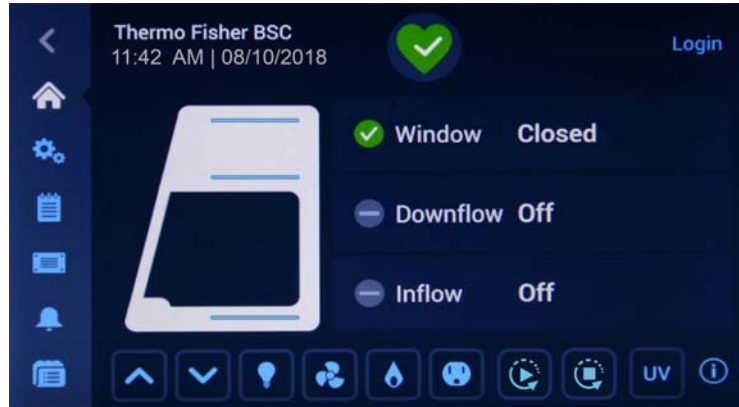 Thermo Fisher BSC
11:42 AM | 08/10/2018
Login
Window Closed
Downflow Off
Inflow Off
UV